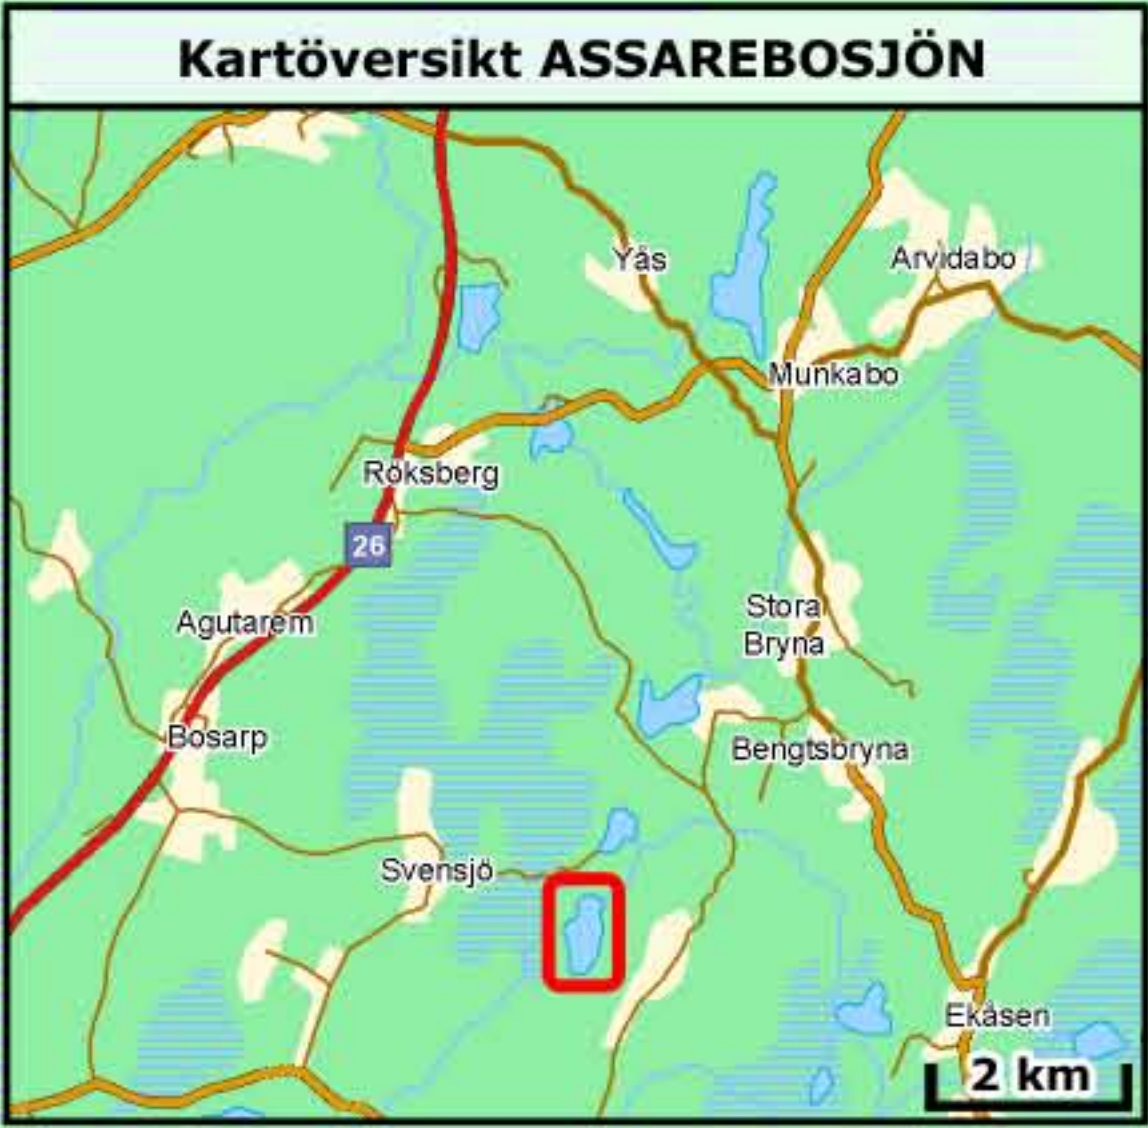 Kartöversikt ASSAREBOSJÖN
Yås
Arvidabo
Munkabo
Röksberg
26
Agutarem
Stora
Bryna
Bosarp
Bengtsbryna
Svensjö
Ekåsen
2 km